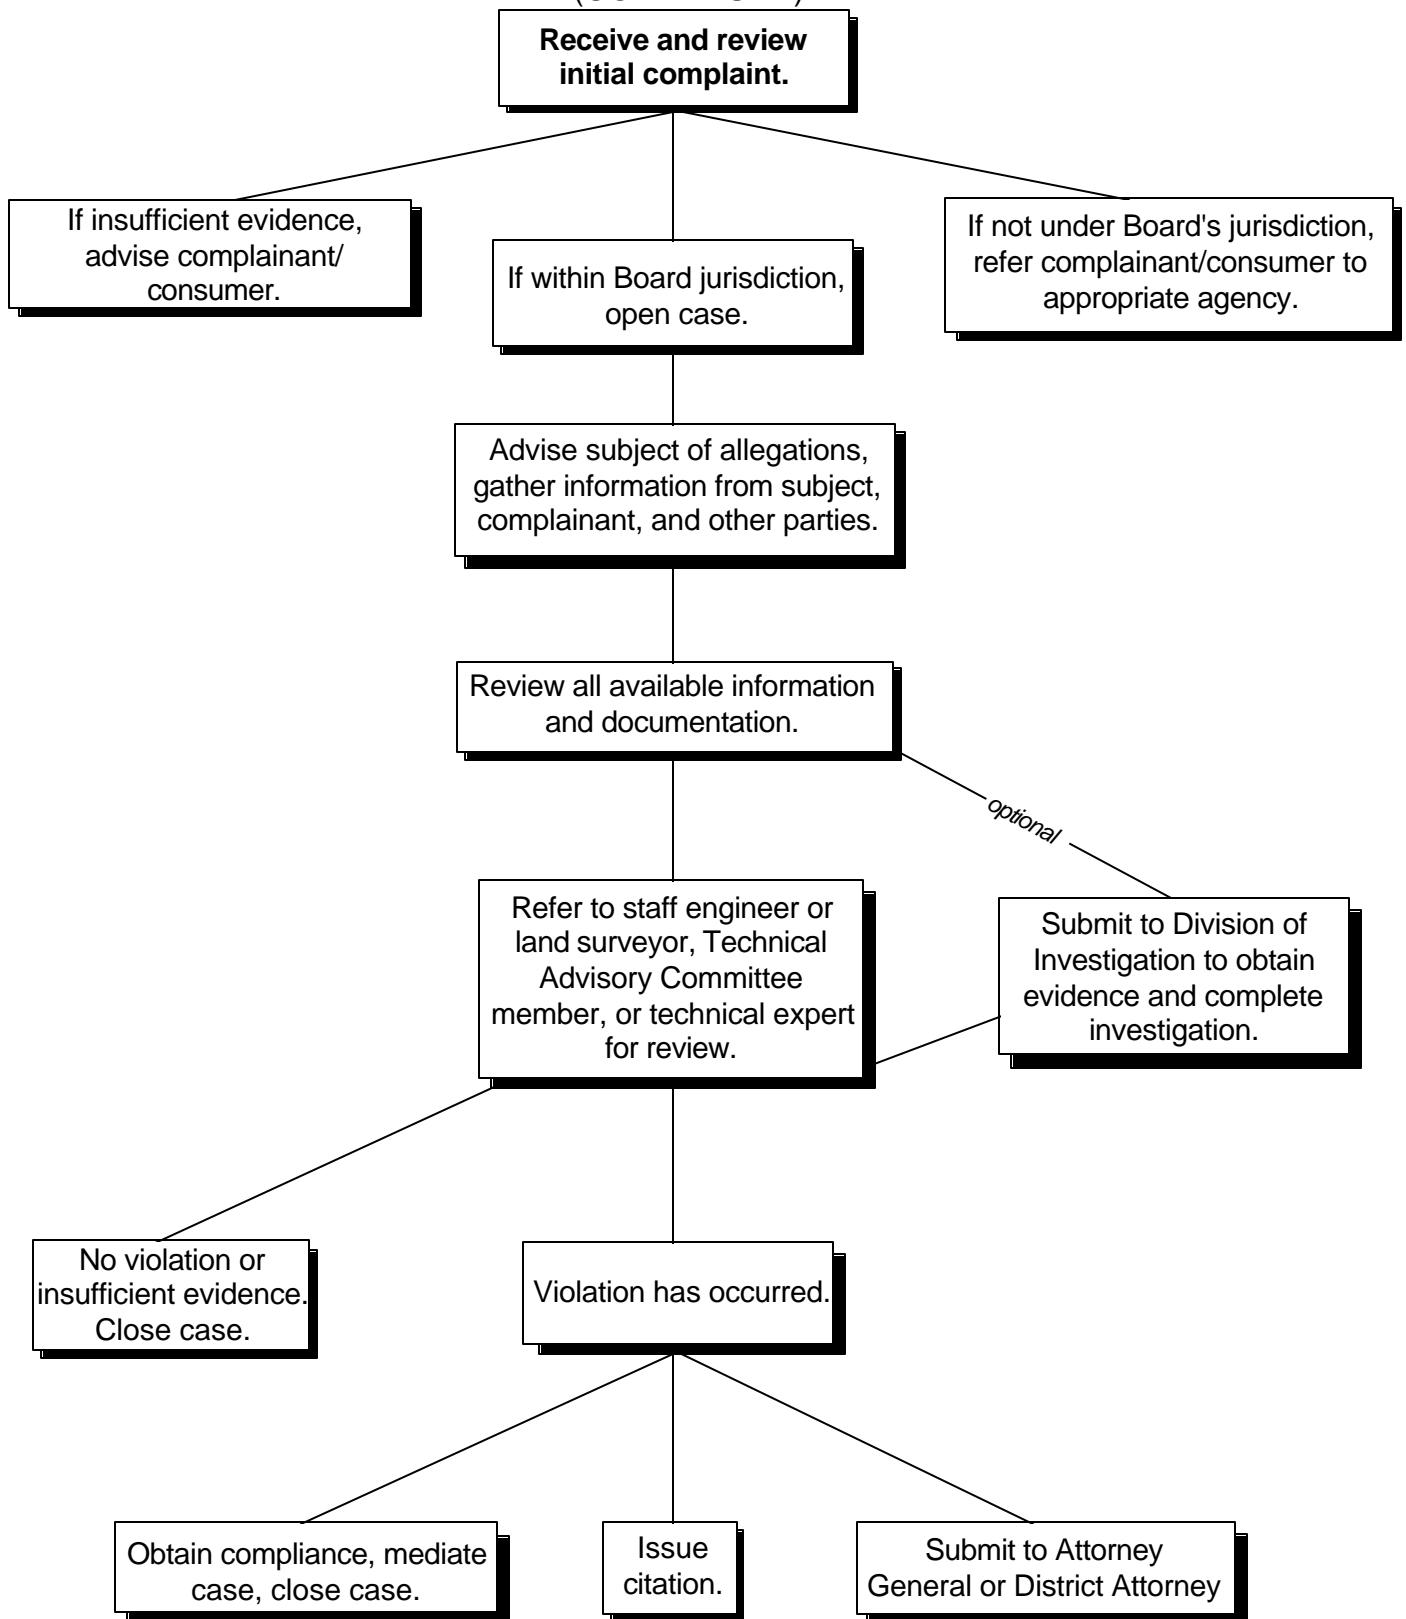 Receive and review
initial complaint.
If insufficient evidence,
advise complainant/
consumer.
If within Board jurisdiction,
open case.
If not under Board's jurisdiction,
refer complainant/consumer to
appropriate agency.
Advise subject of allegations,
gather information from subject,
complainant, and other parties.
Review all available information
and documentation.
optional
Refer to staff engineer or
land surveyor, Technical
Advisory Committee
member, or technical expert
for review.
Submit to Division of
Investigation to obtain
evidence and complete
investigation.
No violation or
insufficient evidence.
Close case.
Violation has occurred.
Obtain compliance, mediate
case, close case.
Issue
citation.
Submit to Attorney
General or District Attorney